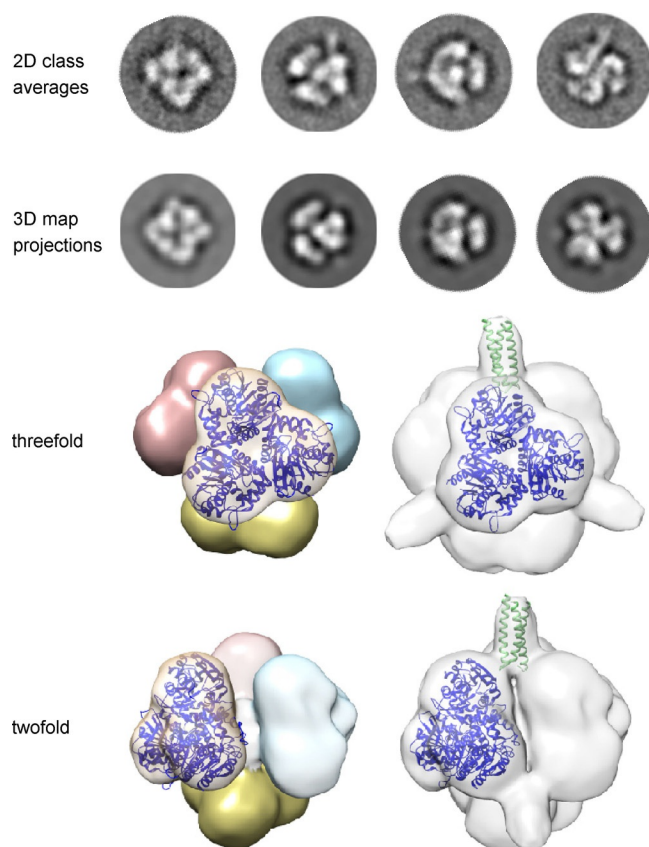 2D class
averages
3D map
projections
threefold
twofold